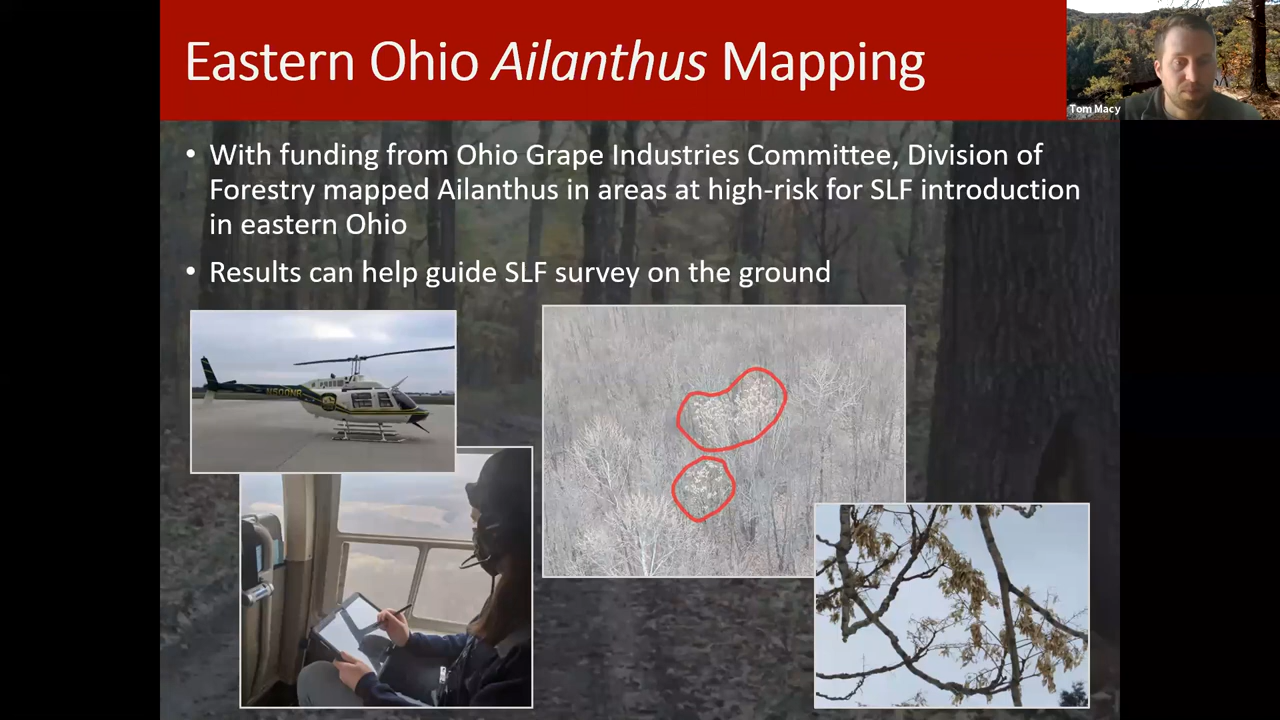 Eastern Ohio Ailanthus Mapping
Tom Macy
• With funding from Ohio Grape Industries Committee, Division of
Forestry mapped Ailanthus in areas at high-risk for SLF introduction
in eastern Ohio
• Results can help guide SLF survey on the ground
N500NR